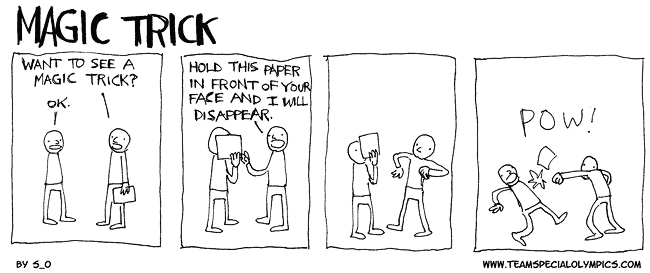 MAGIC TRICK
WANT TO SEE A
MAGIC TRICK?
OK.
HOLD THIS PAPER
IN FRONT OF YOUR
FACE AND I WILL
DISAPPEAR.
POW!
BY S_O
WWW.TEAMSPECIALOLYMPICS.COM